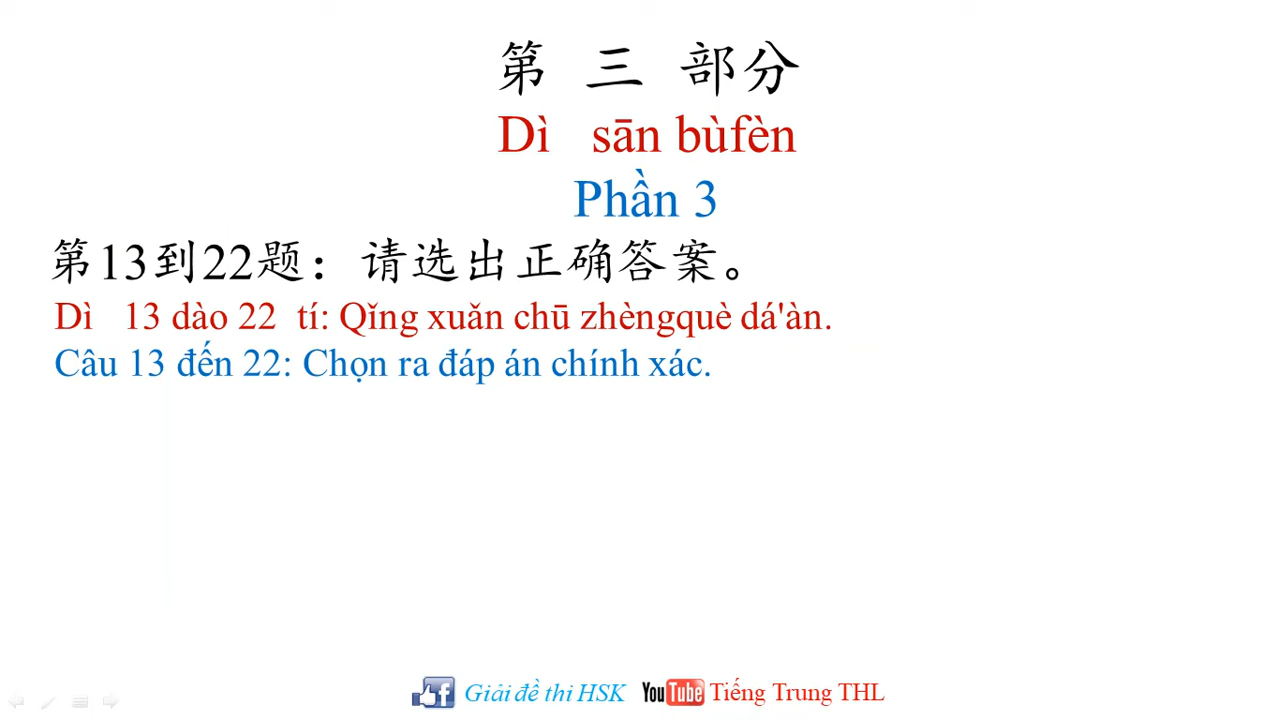 第 三 部分
Dì sān bùfèn
Phần 3
第13到22题：请选出正确答案。
Dì 13 dào 22 tí: Qǐng xuǎn chū zhèngquè dá'àn.
Câu 13 đến 22: Chọn ra đáp án chính xác.
Giải đề thi HSK YouTube Tiếng Trung THL